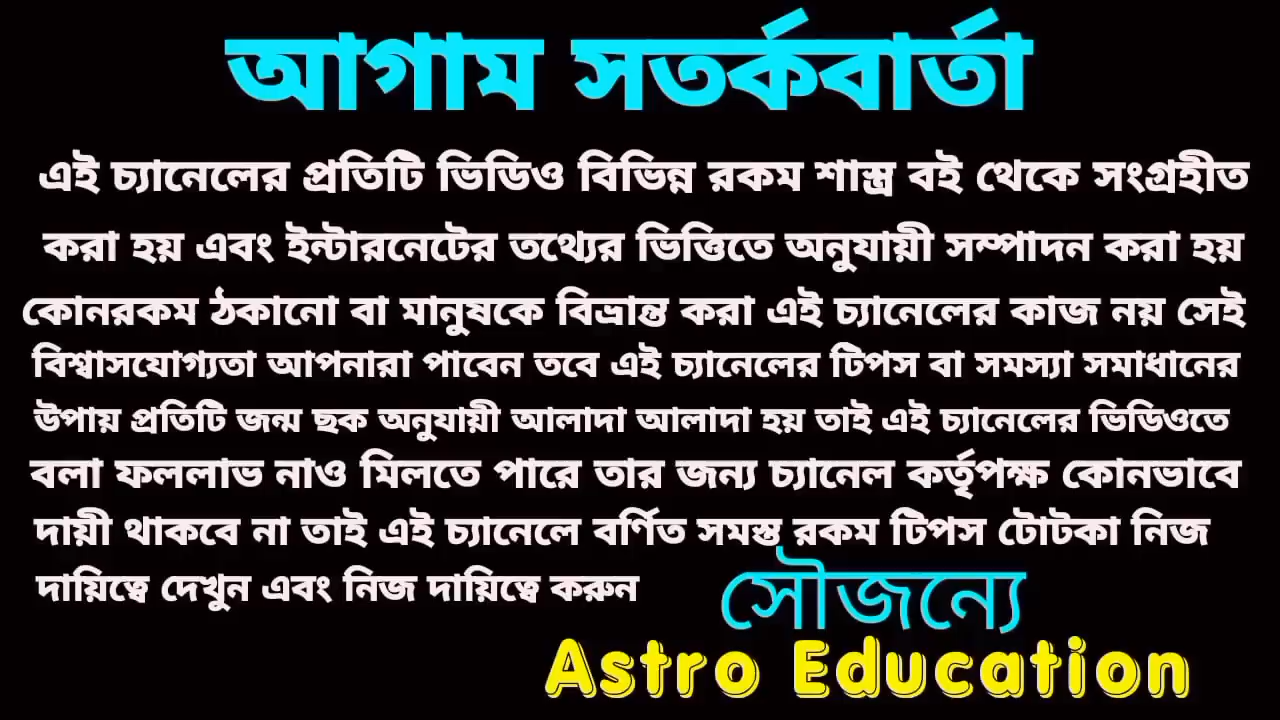 আগাম সতর্কবার্তা
এই চ্যানেলের প্রতিটি ভিডিও বিভিন্ন রকম শাস্ত্র বই থেকে সংগ্রহীত
করা হয় এবং ইন্টারনেটের তথ্যের ভিত্তিতে অনুযায়ী সম্পাদন করা হয়
কোনরকম ঠকানো বা মানুষকে বিভ্রান্ত করা এই চ্যানেলের কাজ নয় সেই
বিশ্বাসযোগ্যতা আপনারা পাবেন তবে এই চ্যানেলের টিপস বা সমস্যা সমাধানের
উপায় প্রতিটি জন্ম ছক অনুযায়ী আলাদা আলাদা হয় তাই এই চ্যানেলের ভিডিওতে
বলা ফললাভ নাও মিলতে পারে তার জন্য চ্যানেল কর্তৃপক্ষ কোনভাবে
দায়ী থাকবে না তাই এই চ্যানেলে বর্ণিত সমস্ত রকম টিপস টোটকা নিজ
দায়িত্বে দেখুন এবং নিজ দায়িত্বে করুন
সৌজন্যে
Astro Education